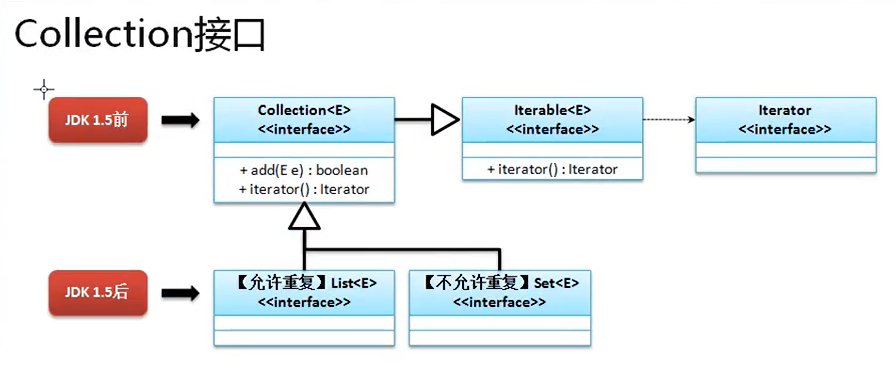 Collection接口
JDK 1.5前
Collection<E>
<<interface>>
+ add(E e) : boolean
+ iterator() : Iterator
Iterable<E>
<<interface>>
+ iterator() : Iterator
Iterator
<<interface>>
JDK 1.5后
【允许重复】List<E>
<<interface>>
【不允许重复】Set<E>
<<interface>>